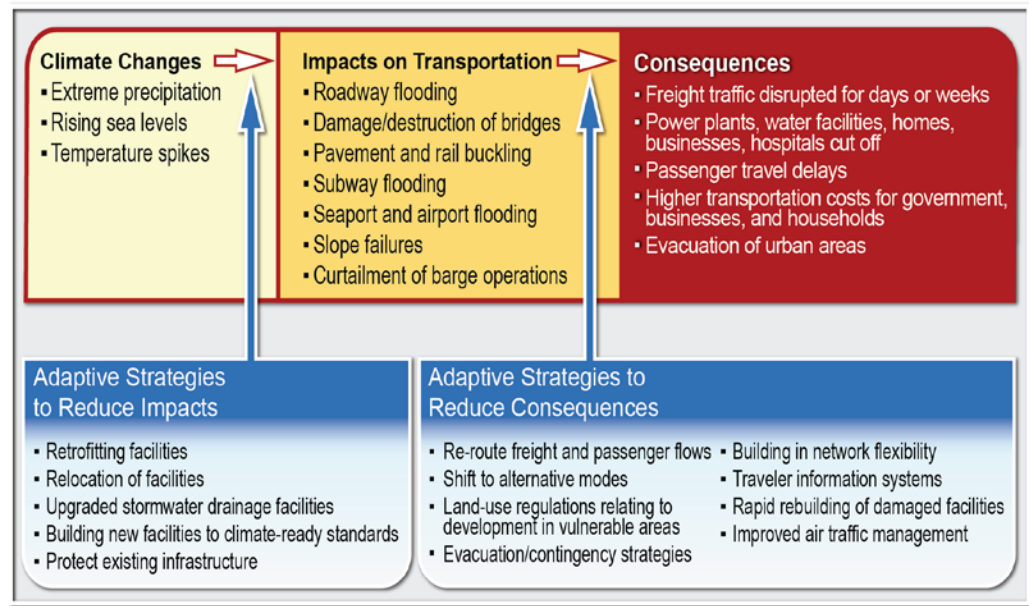 Climate Changes
▪ Extreme precipitation
▪ Rising sea levels
▪ Temperature spikes
Impacts on Transportation
▪ Roadway flooding
▪ Damage/destruction of bridges
▪ Pavement and rail buckling
▪ Subway flooding
▪ Seaport and airport flooding
▪ Slope failures
▪ Curtailment of barge operations
Consequences
▪ Freight traffic disrupted for days or weeks
▪ Power plants, water facilities, homes,
businesses, hospitals cut off
▪ Passenger travel delays
▪ Higher transportation costs for government,
businesses, and households
▪ Evacuation of urban areas
Adaptive Strategies
to Reduce Impacts
▪ Retrofitting facilities
▪ Relocation of facilities
▪ Upgraded stormwater drainage facilities
▪ Building new facilities to climate-ready standards
▪ Protect existing infrastructure
Adaptive Strategies to
Reduce Consequences
▪ Re-route freight and passenger flows
▪ Shift to alternative modes
▪ Land-use regulations relating to
development in vulnerable areas
▪ Evacuation/contingency strategies
▪ Building in network flexibility
▪ Traveler information systems
▪ Rapid rebuilding of damaged facilities
▪ Improved air traffic management